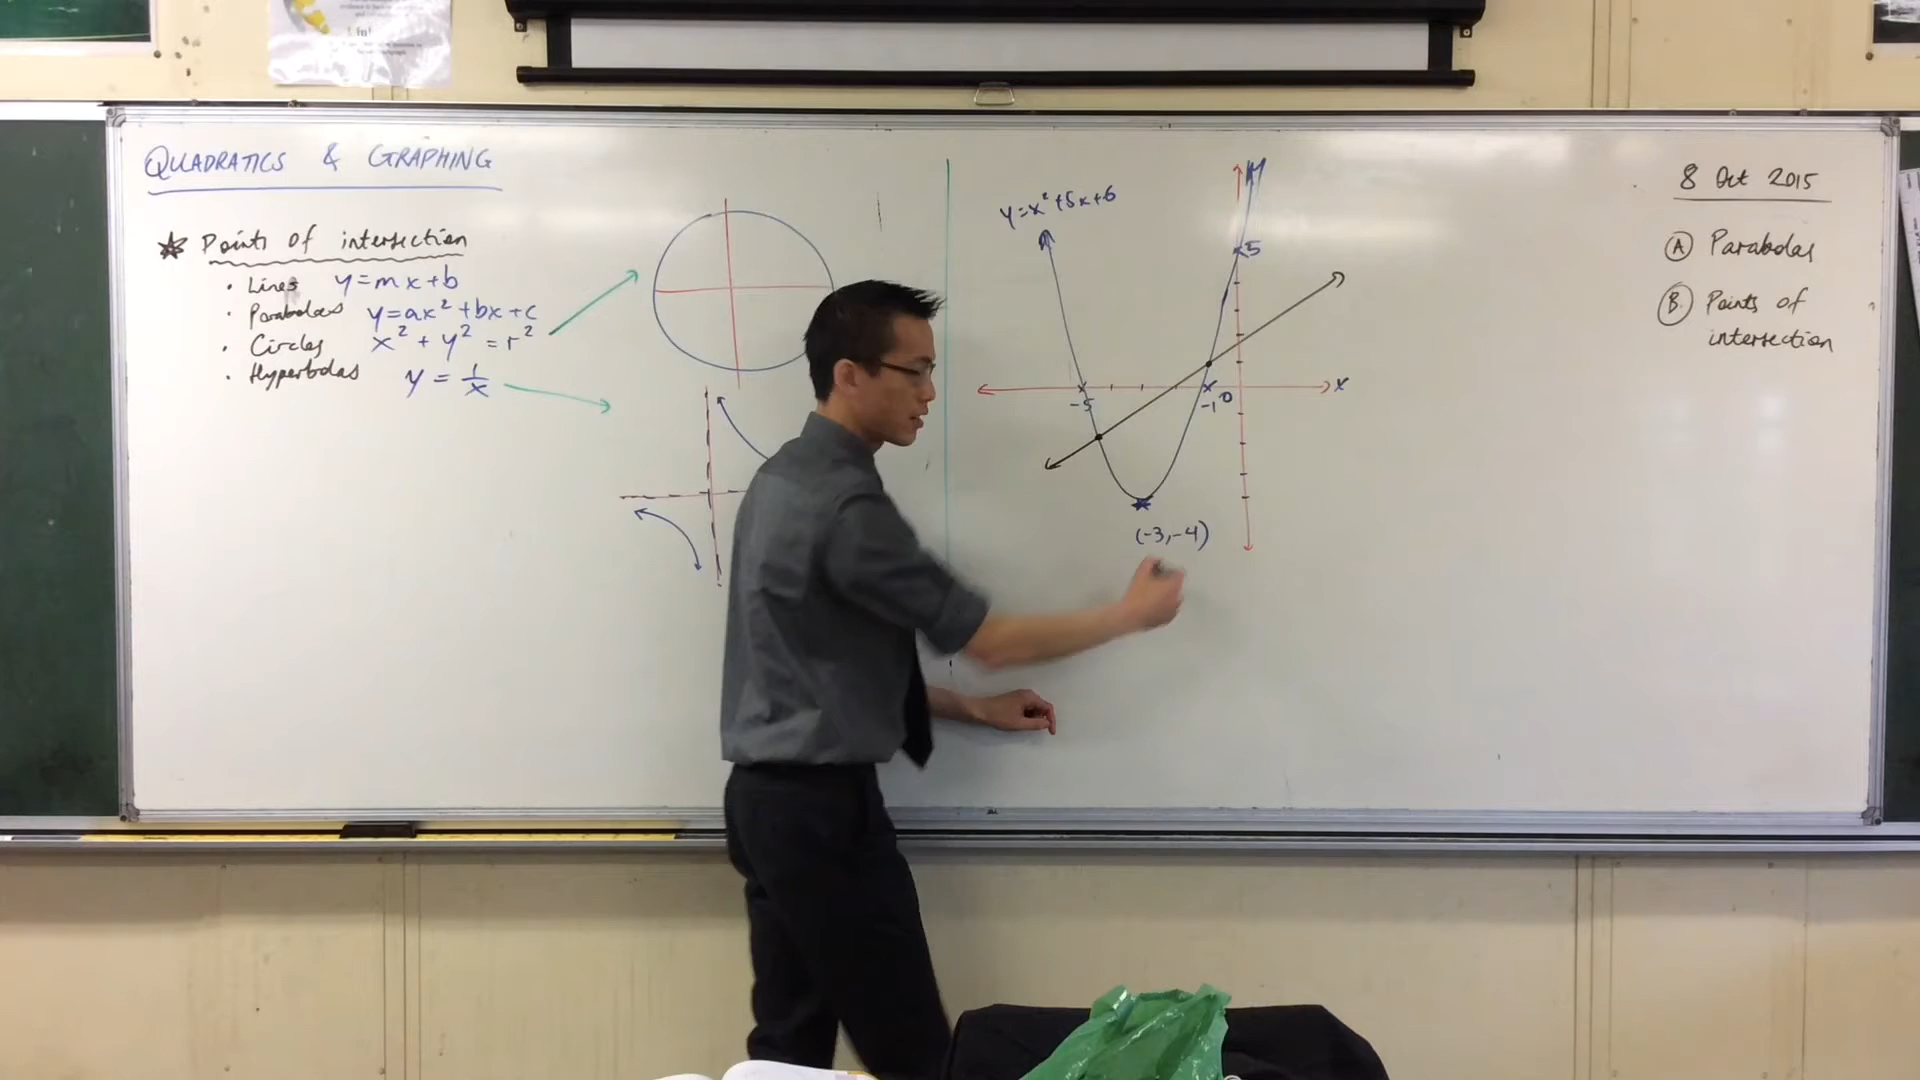 QUADRATICS & GRAPHING
Points of intersection
• Lines y=mx+b
• Parabolas y=ax²+bx+c
• Circles x²+y²=r²
• Hyperbolas y=1/x
y=x²+5x+6
5
x
-5
-1
0
(-3,-4)
8 Oct 2015
Ⓐ Parabolas
Ⓑ Points of
intersection